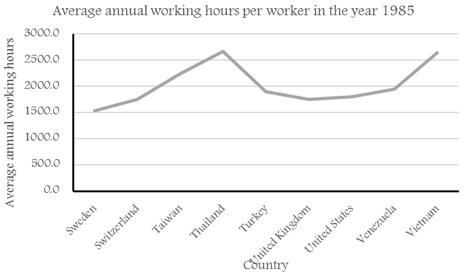 Average annual working hours per worker in the year 1985
Average annual working hours
3000.0
2500.0
2000.0
1500.0
1000.0
500.0
0.0
Sweden
Switzerland
Taiwan
Thailand
Turkey
United Kingdom
United States
Venezuela
Vietnam
Country